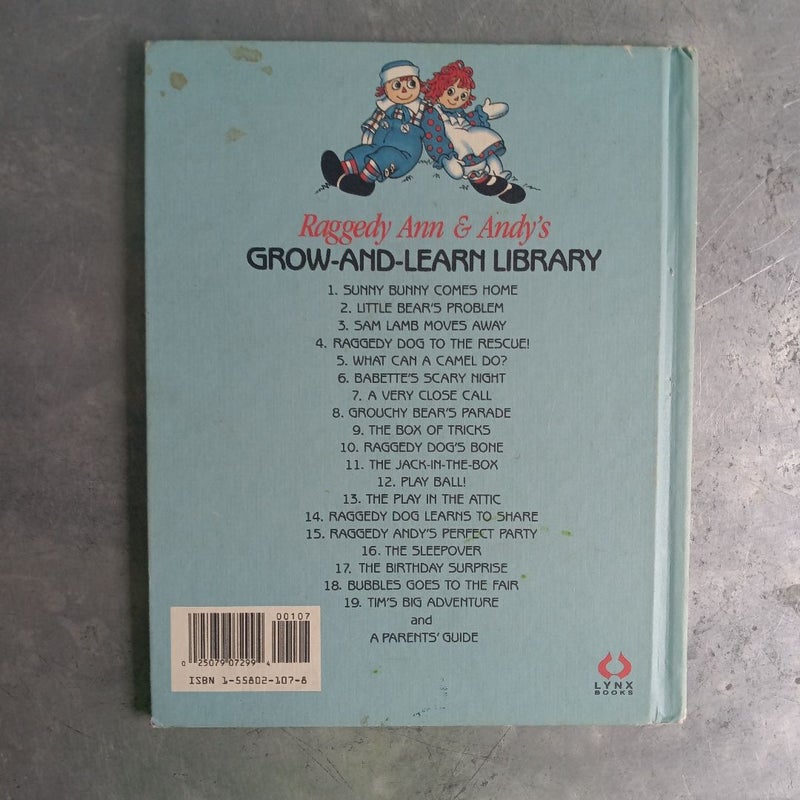 Raggedy Ann & Andy's
GROW-AND-LEARN LIBRARY
1. SUNNY BUNNY COMES HOME
2. LITTLE BEAR'S PROBLEM
3. SAM LAMB MOVES AWAY
4. RAGGEDY DOG TO THE RESCUE!
5. WHAT CAN A CAMEL DO?
6. BABETTE'S SCARY NIGHT
7. A VERY CLOSE CALL
8. GROUCHY BEAR'S PARADE
9. THE BOX OF TRICKS
10. RAGGEDY DOG'S BONE
11. THE JACK-IN-THE-BOX
12. PLAY BALL!
13. THE PLAY IN THE ATTIC
14. RAGGEDY DOG LEARNS TO SHARE
15. RAGGEDY ANDY'S PERFECT PARTY
16. THE SLEEPOVER
17. THE BIRTHDAY SURPRISE
18. BUBBLES GOES TO THE FAIR
19. TIM'S BIG ADVENTURE
and
A PARENTS' GUIDE
00107
0 25079 07299 4
ISBN 1-55802-107-8
LYNX
BOOKS